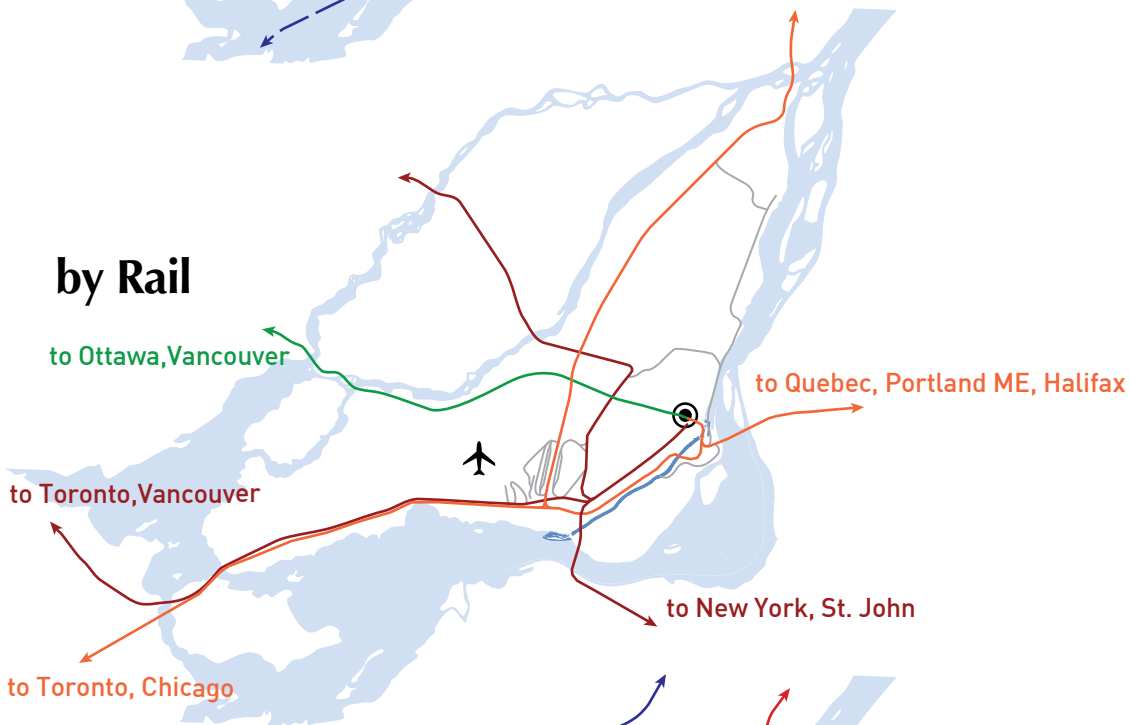 by Rail
to Ottawa,Vancouver
to Quebec, Portland ME, Halifax
to Toronto,Vancouver
to New York, St. John
to Toronto, Chicago